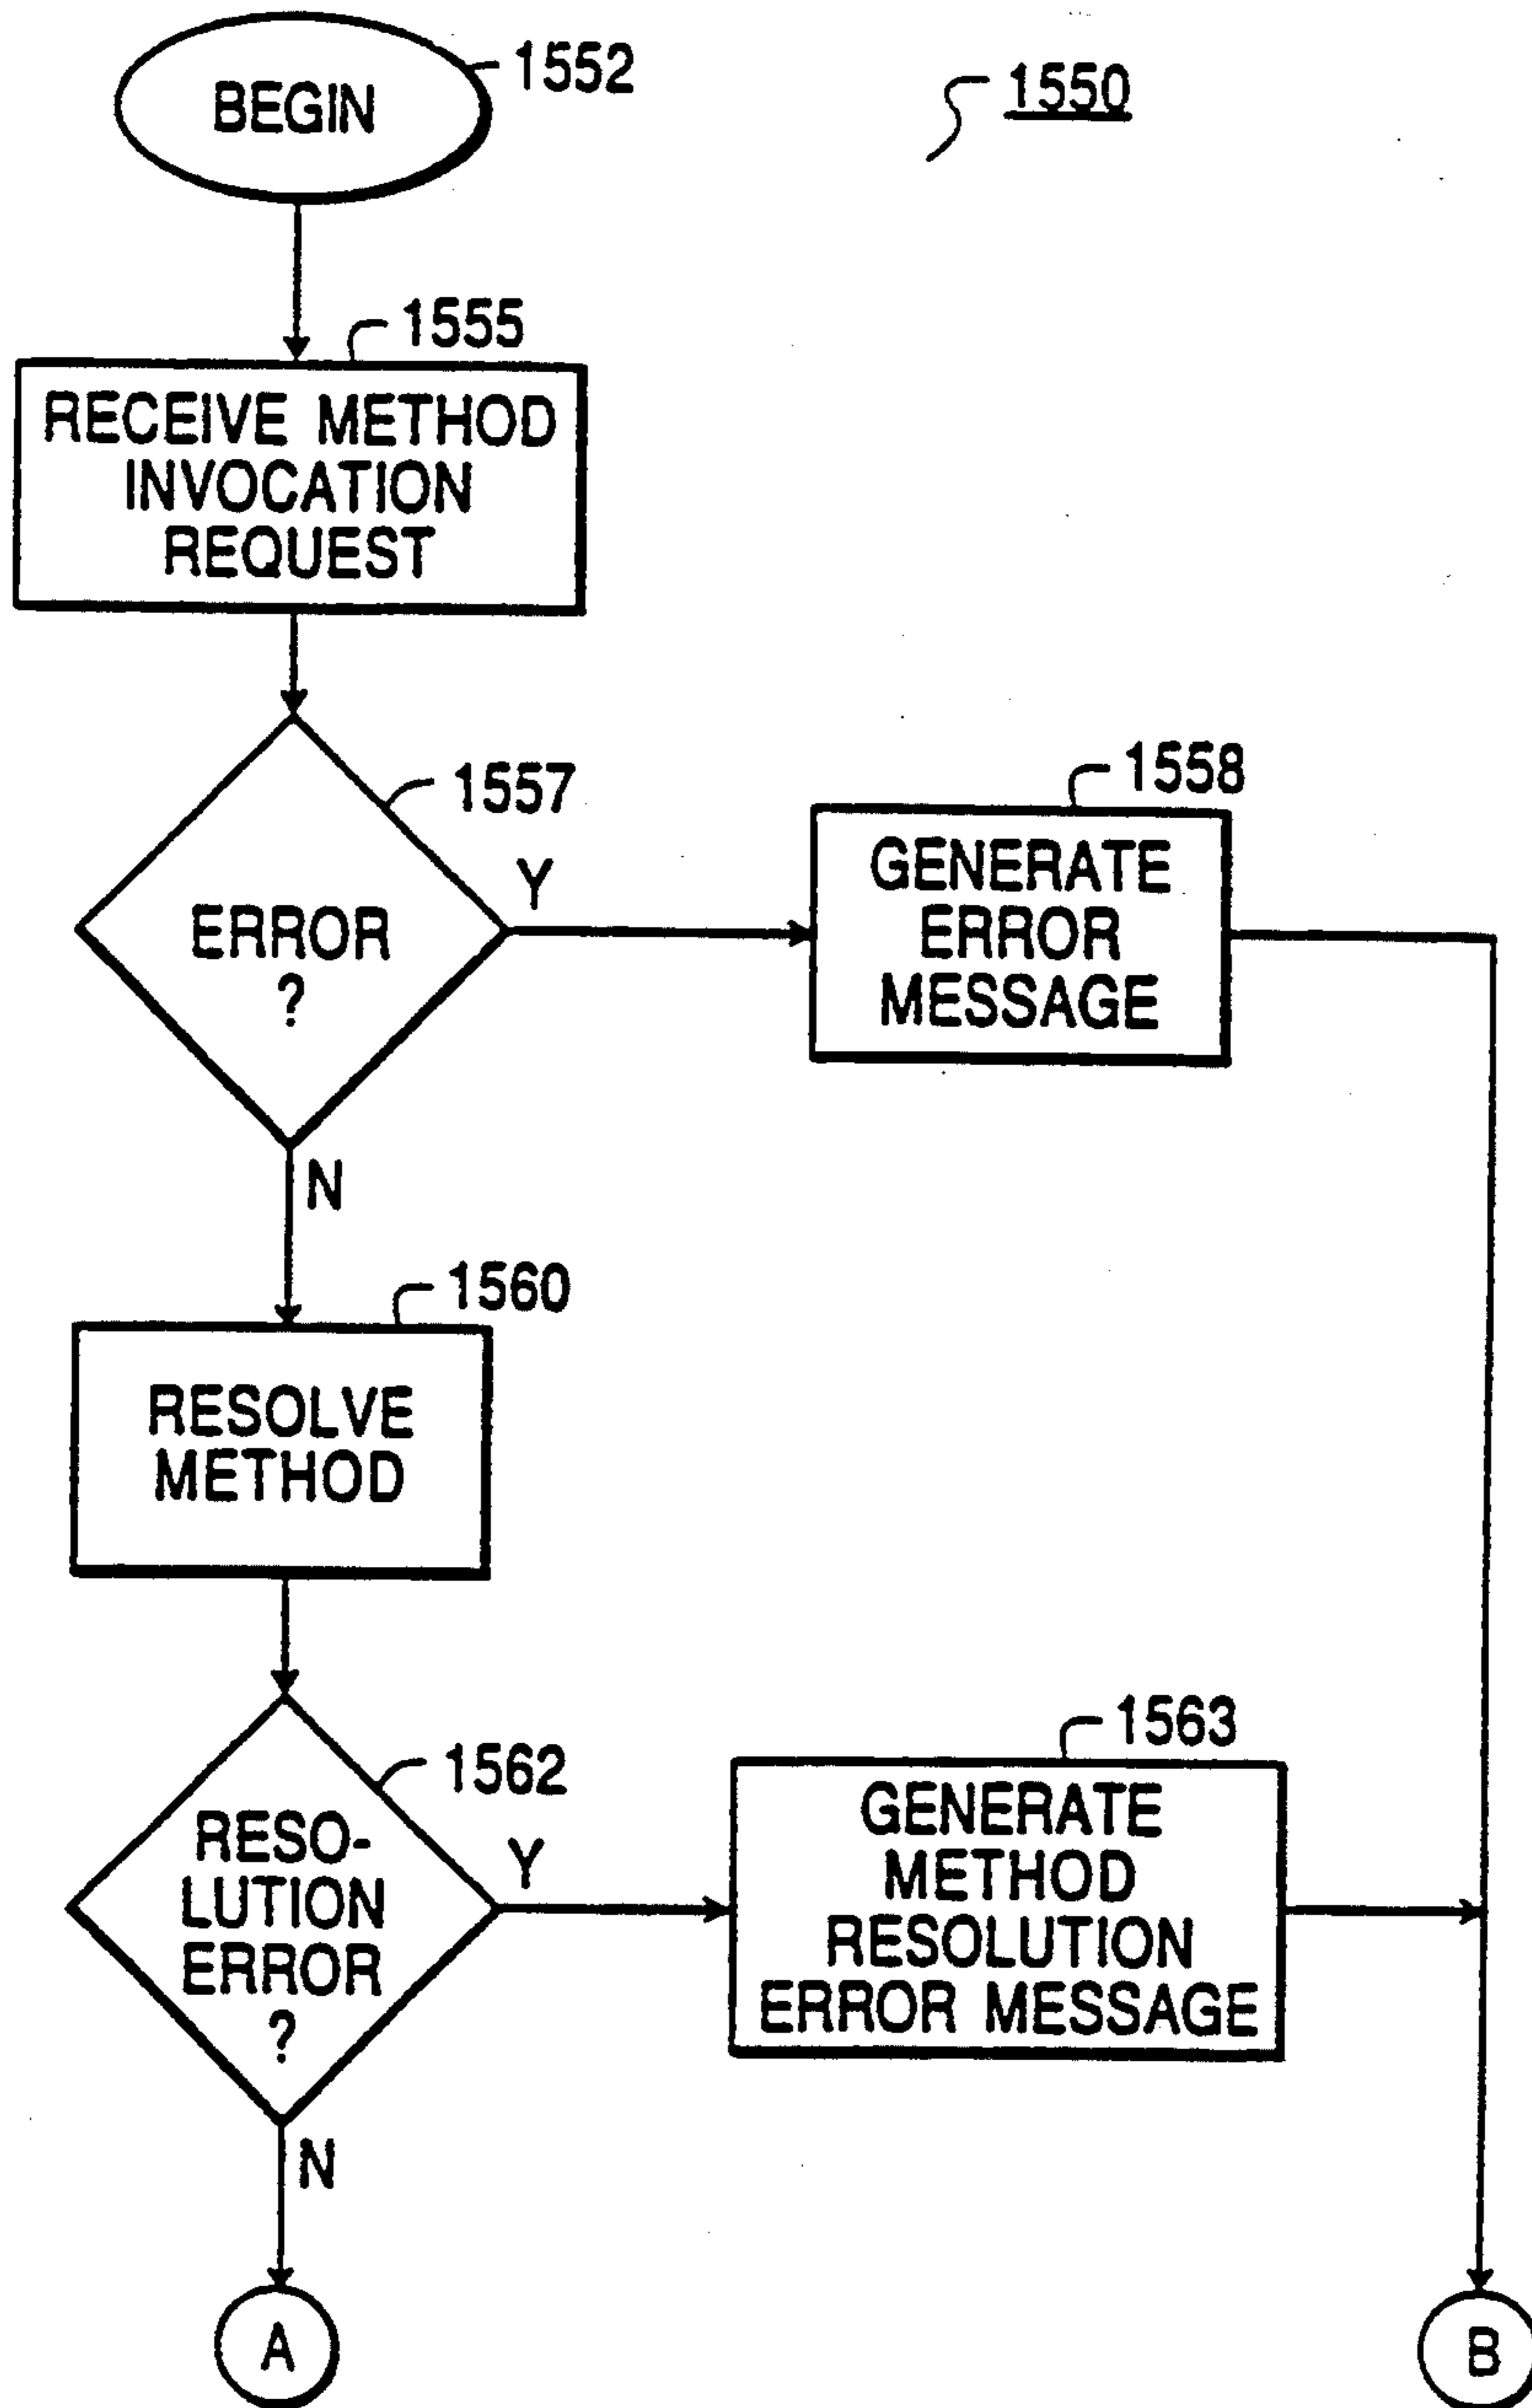 BEGIN
1552
1550
1555
RECEIVE METHOD
INVOCATION
REQUEST
1557
ERROR
?
Y
N
1558
GENERATE
ERROR
MESSAGE
1560
RESOLVE
METHOD
1562
RESO-
LUTION
ERROR
?
Y
N
1563
GENERATE
METHOD
RESOLUTION
ERROR MESSAGE
A
B